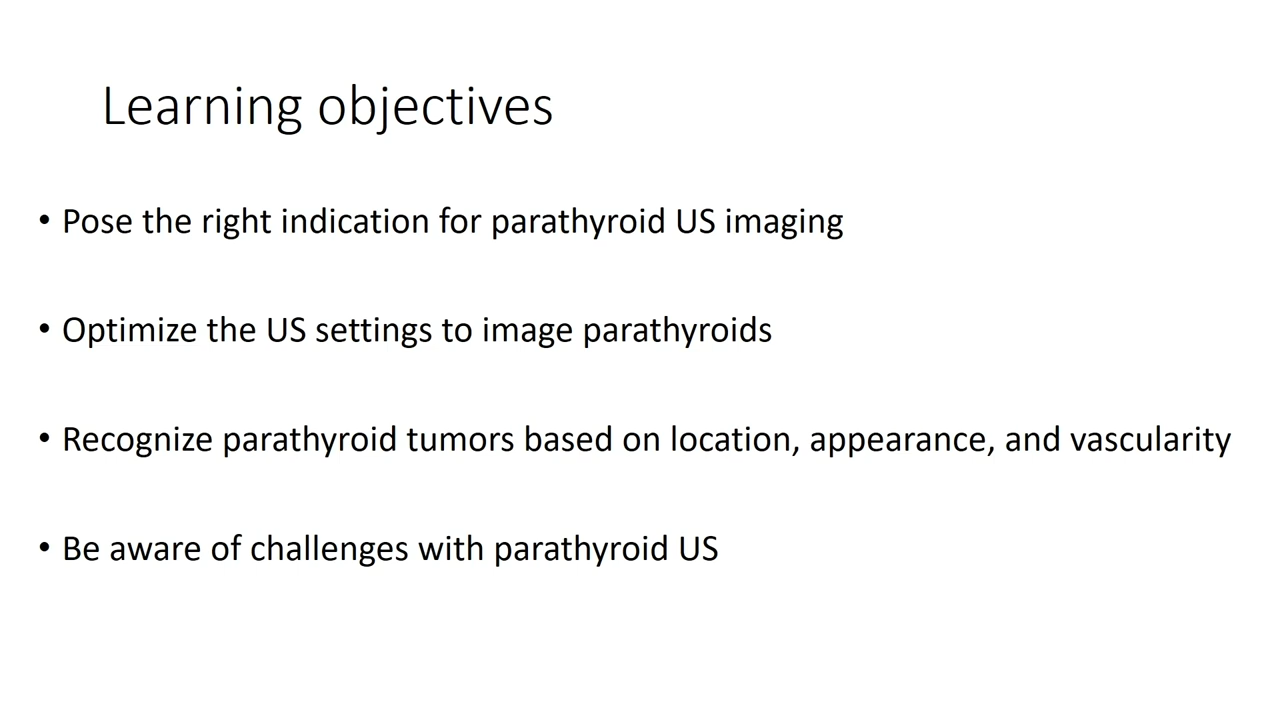 Learning objectives
• Pose the right indication for parathyroid US imaging
• Optimize the US settings to image parathyroids
• Recognize parathyroid tumors based on location, appearance, and vascularity
• Be aware of challenges with parathyroid US